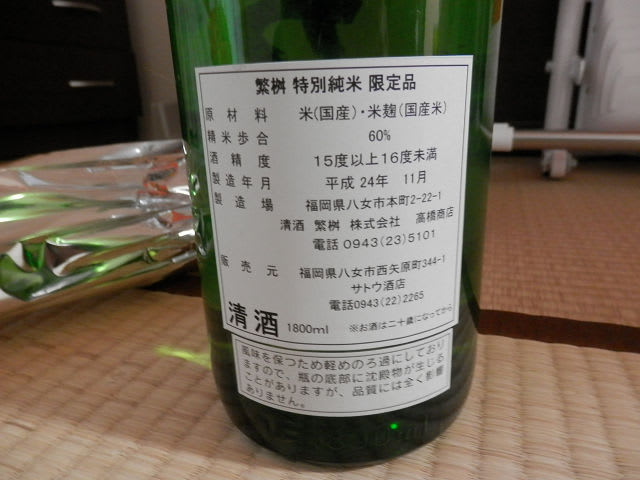 繁桝 特別純米 限定品
原材料 米(国産)・米麹(国産米)
精米歩合 60%
酒精度 15度以上16度未満
製造年月 平成 24年 11月
製造場 福岡県八女市本町2-22-1
清酒 繁桝 株式会社 高橋商店
電話 0943(23)5101
販売元 福岡県八女市西矢原町344-1
サトウ酒店
電話0943(22)2265
清酒 1800ml ※お酒は二十歳になってから
風味を保つため軽めのろ過にしており
ますので、瓶の底部に沈殿物が生じる
ことがありますが、品質には全く影響
ありません。